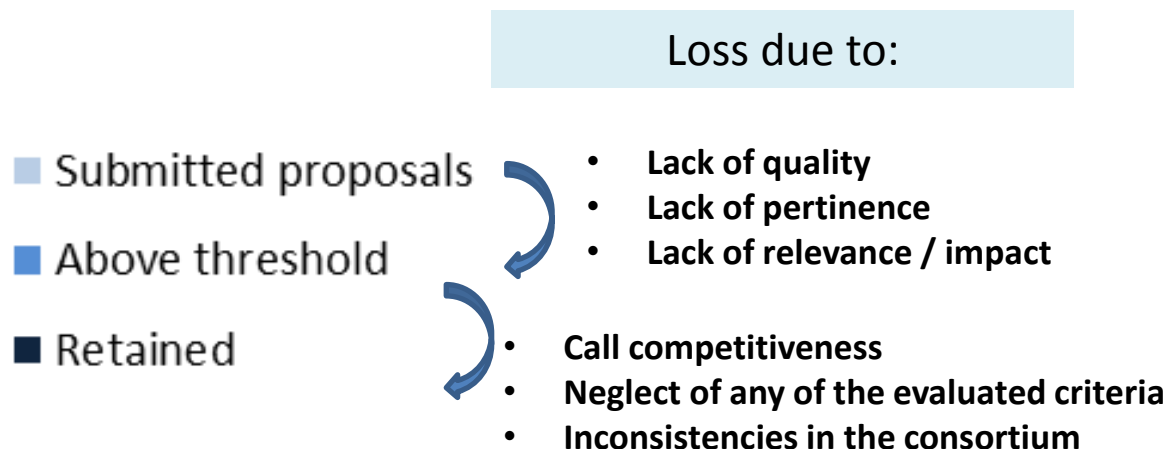 Loss due to:
Submitted proposals
• Lack of quality
• Lack of pertinence
Above threshold
• Lack of relevance / impact
Retained
• Call competitiveness
• Neglect of any of the evaluated criteria
• Inconsistencies in the consortium